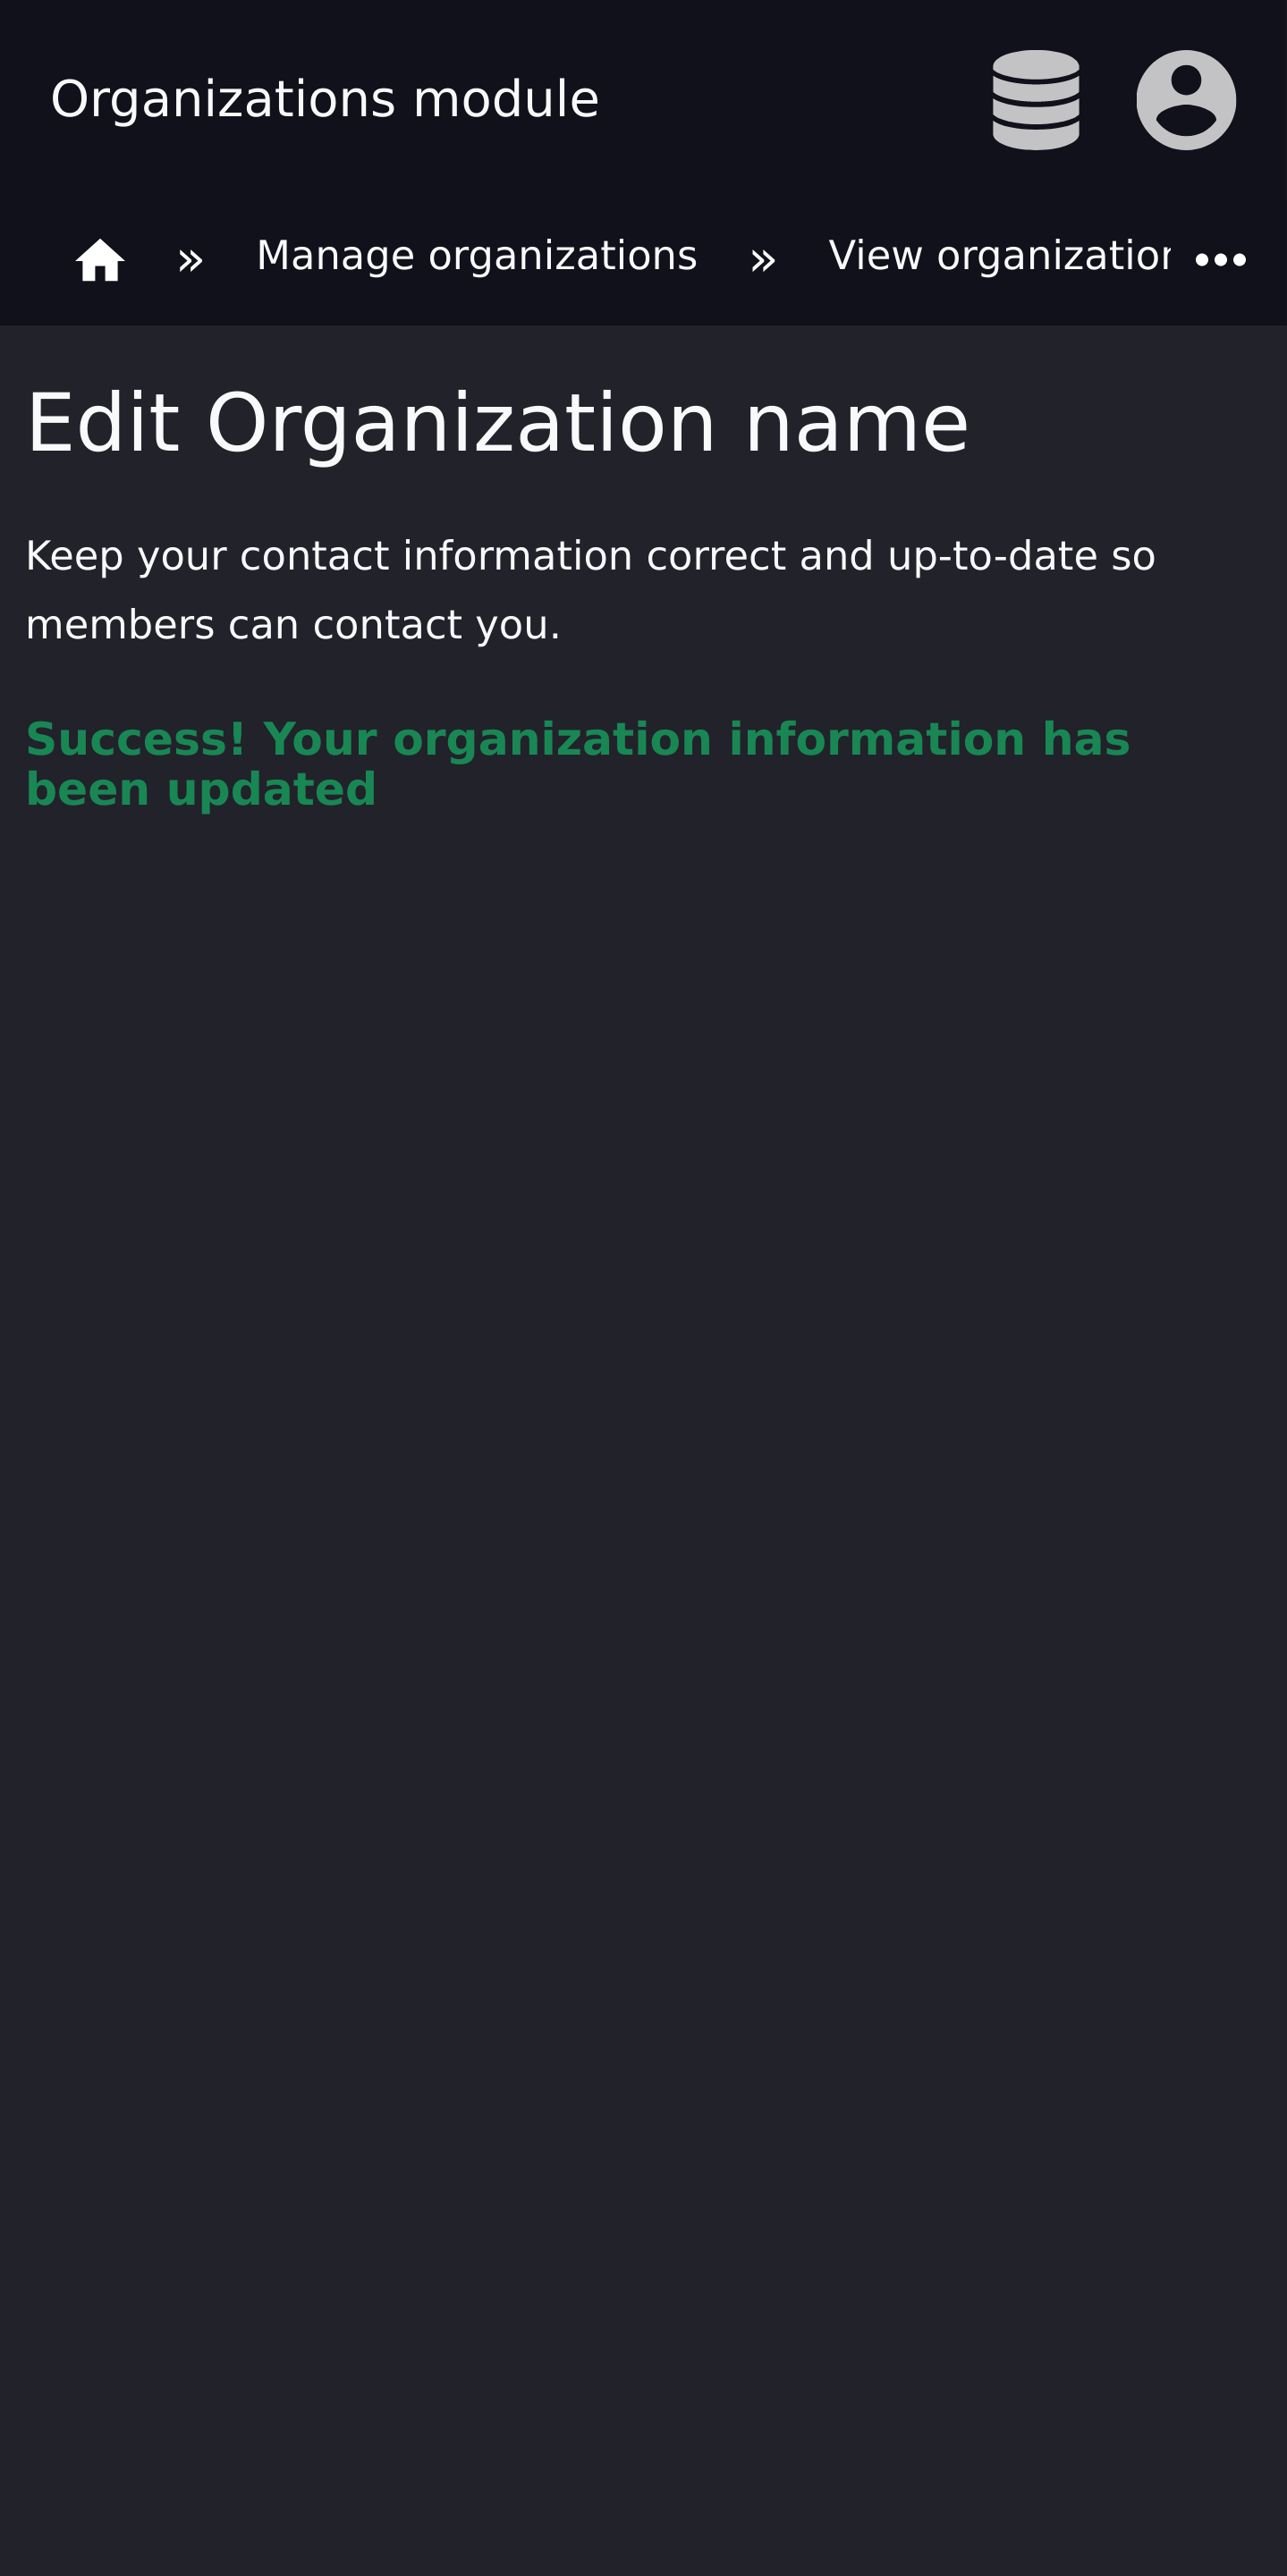 Organizations module
» Manage organizations » View organization
Edit Organization name
Keep your contact information correct and up-to-date so
members can contact you.
Success! Your organization information has
been updated